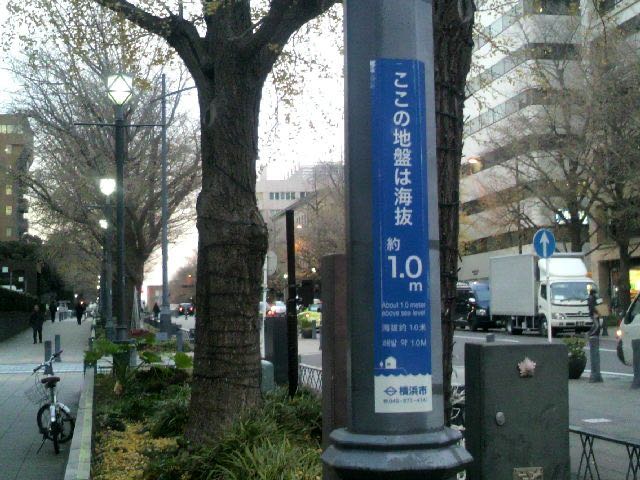 ここの地盤は海抜
約
1.0
m
About 1.0 meter
above sea level
海拔约 1.0米
해발 약 1.0M
横浜市